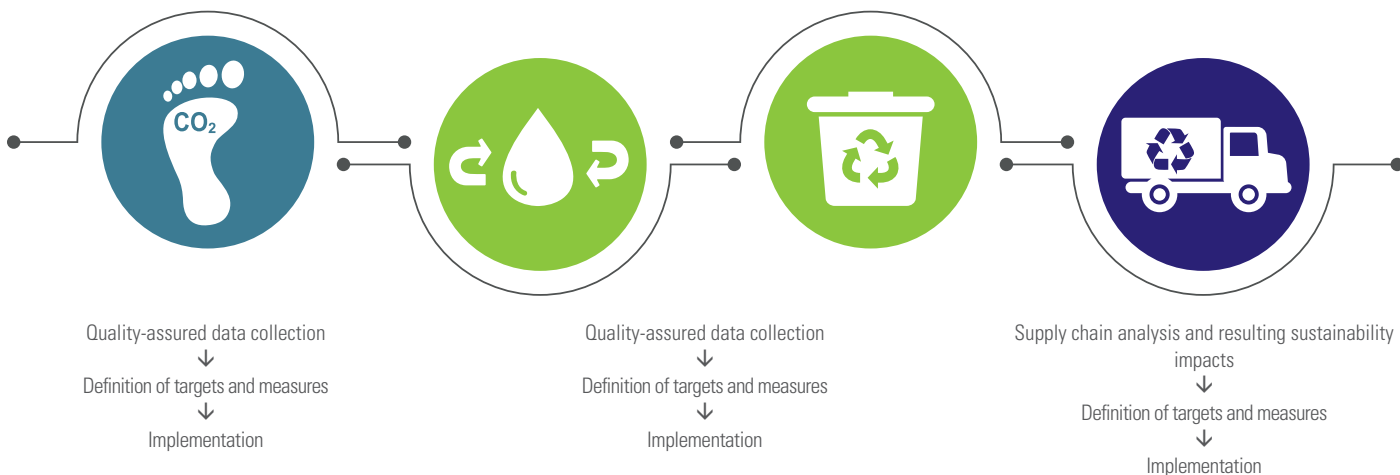 CO₂
Quality-assured data collection
↓
Definition of targets and measures
↓
Implementation
Quality-assured data collection
↓
Definition of targets and measures
↓
Implementation
Supply chain analysis and resulting sustainability
impacts
↓
Definition of targets and measures
↓
Implementation